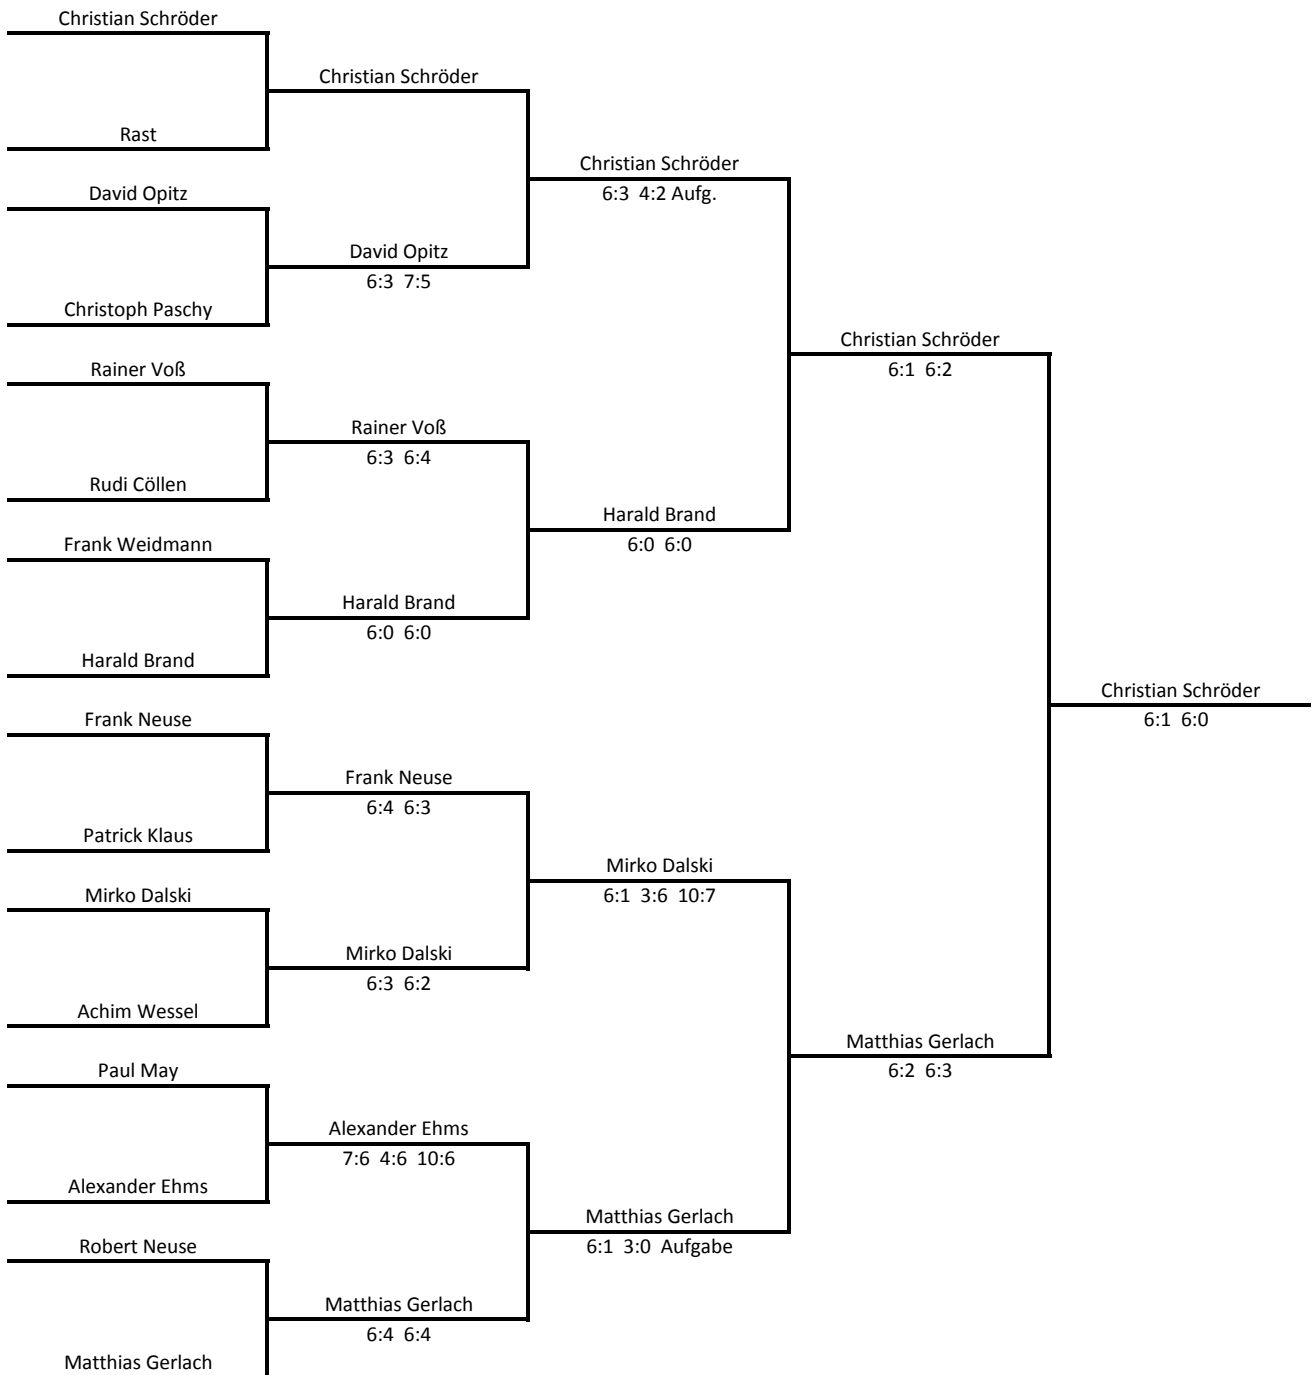 Christian Schröder
Christian Schröder
Rast
Christian Schröder
6:3 4:2 Aufg.
David Opitz
David Opitz
6:3 7:5
Christoph Paschy
Christian Schröder
6:1 6:2
Rainer Voß
Rainer Voß
6:3 6:4
Rudi Cöllen
Harald Brand
6:0 6:0
Frank Weidmann
Harald Brand
6:0 6:0
Harald Brand
Christian Schröder
6:1 6:0
Frank Neuse
Frank Neuse
6:4 6:3
Patrick Klaus
Mirko Dalski
6:1 3:6 10:7
Mirko Dalski
Mirko Dalski
6:3 6:2
Achim Wessel
Matthias Gerlach
6:2 6:3
Paul May
Alexander Ehms
7:6 4:6 10:6
Alexander Ehms
Matthias Gerlach
6:1 3:0 Aufgabe
Robert Neuse
Matthias Gerlach
6:4 6:4
Matthias Gerlach